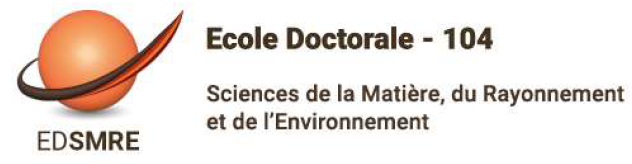 Ecole Doctorale - 104
Sciences de la Matière, du Rayonnement
et de l'Environnement
EDSMRE